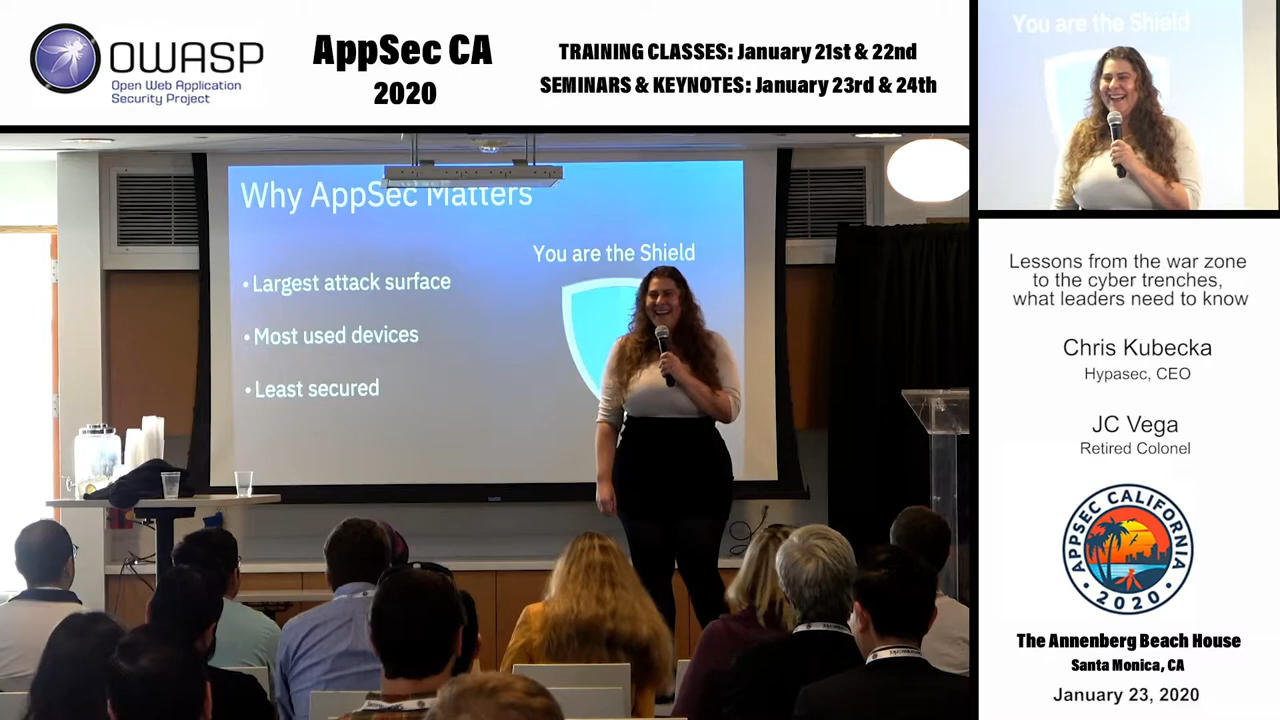 OWASP
Open Web Application
Security Project
AppSec CA
2020
TRAINING CLASSES: January 21st & 22nd
SEMINARS & KEYNOTES: January 23rd & 24th
You are the Shield
Why AppSec Matters
You are the Shield
• Largest attack surface
• Most used devices
• Least secured
Lessons from the war zone
to the cyber trenches,
what leaders need to know
Chris Kubecka
Hypasec, CEO
JC Vega
Retired Colonel
APPSEC CALIFORNIA
• 2020 •
The Annenberg Beach House
Santa Monica, CA
January 23, 2020